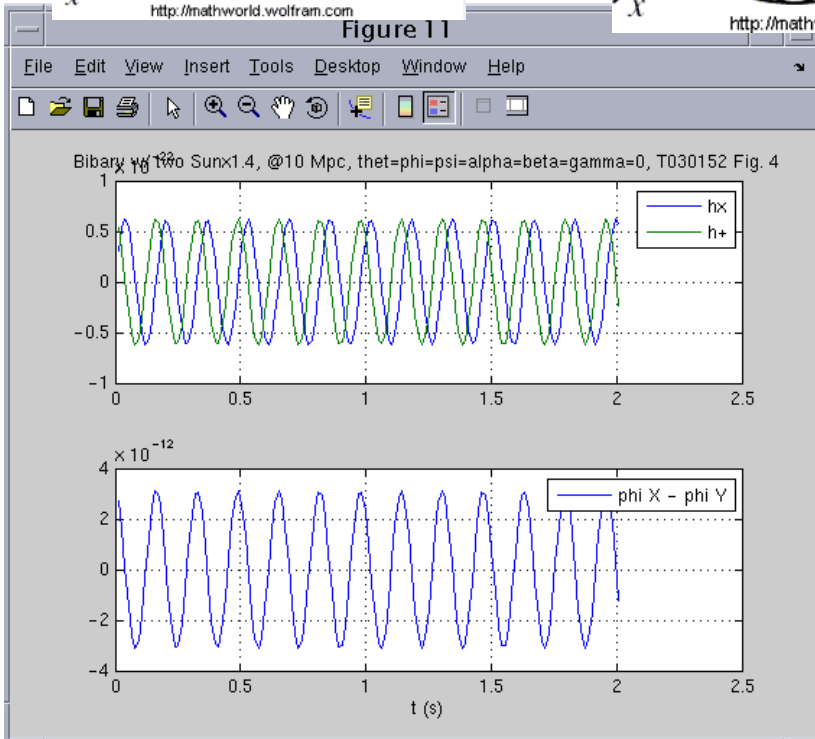 x
http://mathworld.wolfram.com
x
http://math
Figure 11
File Edit View Insert Tools Desktop Window Help
Bibary w/ two Sunx1.4, @10 Mpc, thet=phi=psi=alpha=beta=gamma=0, T030152 Fig. 4
1
0.5
0
-0.5
-1
0 0.5 1 1.5 2 2.5
hx
h+
× 10^-12
4
2
0
-2
-4
0 0.5 1 1.5 2 2.5
phi X - phi Y
t (s)